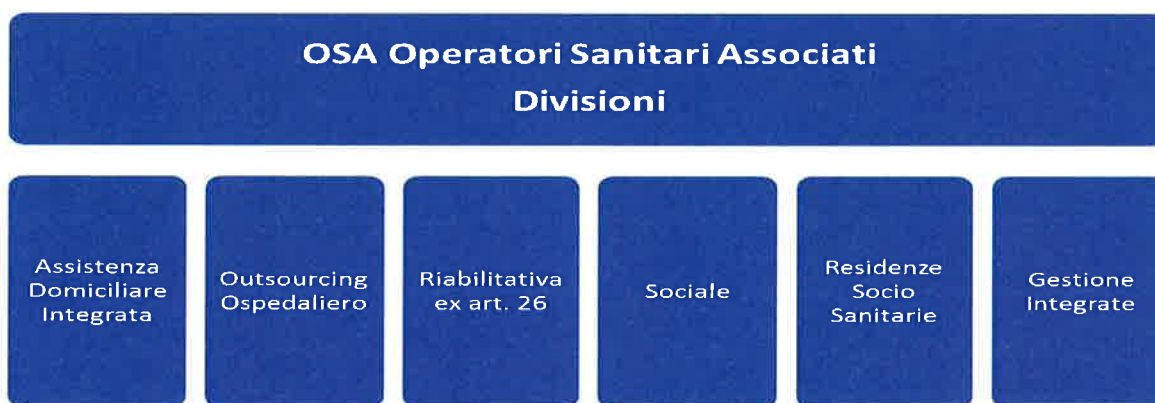 OSA Operatori Sanitari Associati
Divisioni
Assistenza
Domiciliare
Integrata
Outsourcing
Ospedaliero
Riabilitativa
ex art. 26
Sociale
Residenze
Socio
Sanitarie
Gestione
Integrate